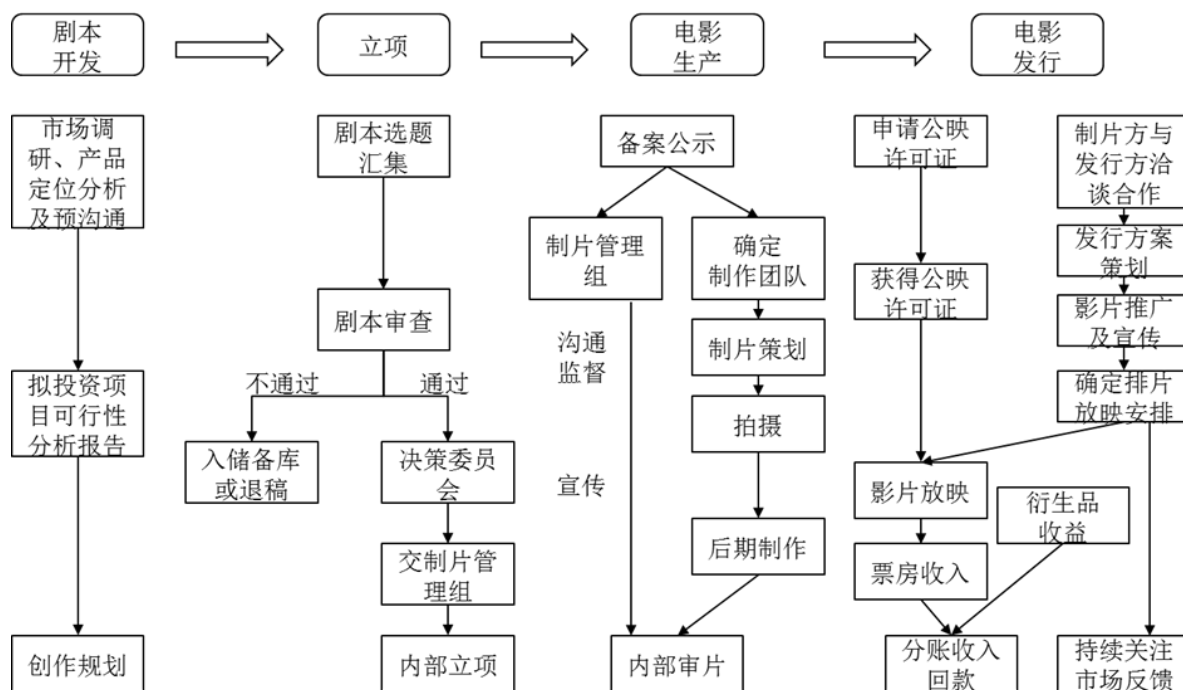 剧本
开发
立项
电影
生产
电影
发行
市场调
研、产品
定位分析
及预沟通
拟投资项
目可行性
分析报告
创作规划
剧本选题
汇集
剧本审查
不通过
通过
入储备库
或退稿
决策委员
会
交制片管
理组
内部立项
备案公示
制片管理
组
确定
制作团队
沟通
监督
制片策划
拍摄
宣传
后期制作
内部审片
申请公映
许可证
获得公映
许可证
影片放映
票房收入
衍生品
收益
分账收入
回款
制片方与
发行方洽
谈合作
发行方案
策划
影片推广
及宣传
确定排片
放映安排
持续关注
市场反馈